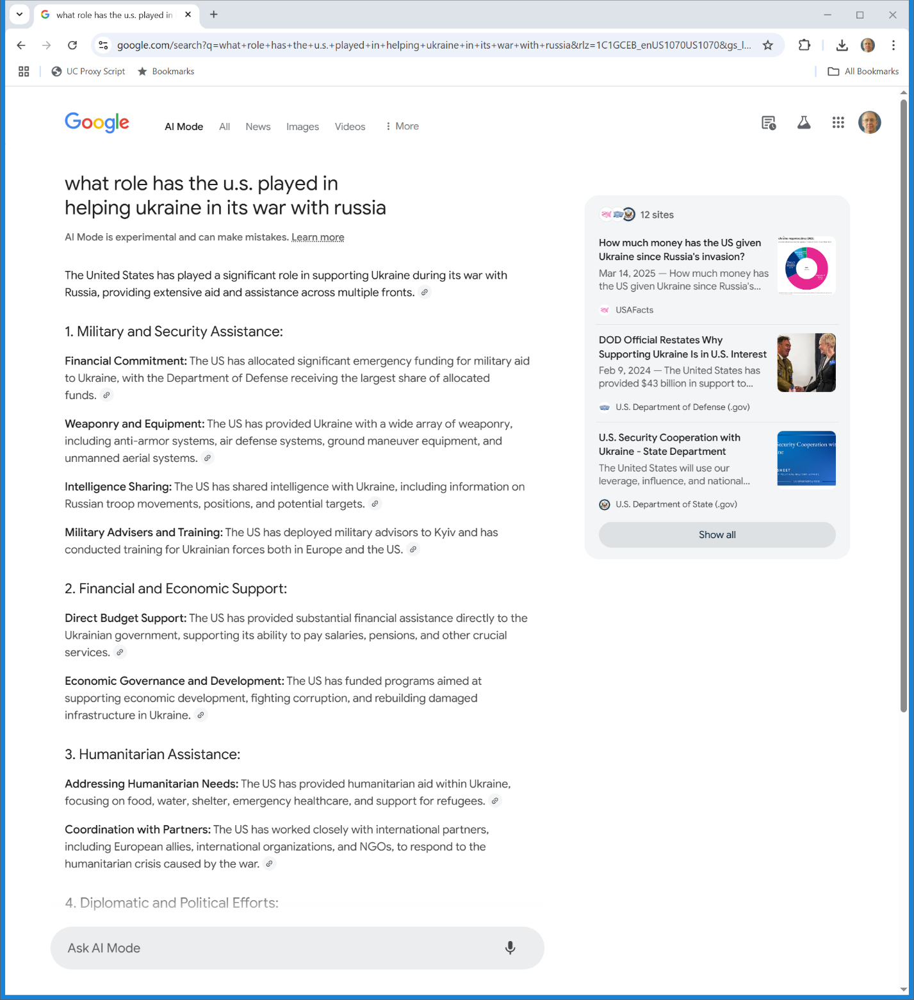 what role has the u.s. played in
google.com/search?q=what+role+has+the+u.s.+played+in+helping+ukraine+in+its+war+with+russia&rlz=1C1GCEB_enUS1070US1070&gs_l...
UC Proxy Script
Bookmarks
All Bookmarks
Google
AI Mode
All
News
Images
Videos
More
what role has the u.s. played in
helping ukraine in its war with russia
AI Mode is experimental and can make mistakes. Learn more
The United States has played a significant role in supporting Ukraine during its war with
Russia, providing extensive aid and assistance across multiple fronts.
1. Military and Security Assistance:
Financial Commitment: The US has allocated significant emergency funding for military aid
to Ukraine, with the Department of Defense receiving the largest share of allocated
funds.
Weaponry and Equipment: The US has provided Ukraine with a wide array of weaponry,
including anti-armor systems, air defense systems, ground maneuver equipment, and
unmanned aerial systems.
Intelligence Sharing: The US has shared intelligence with Ukraine, including information on
Russian troop movements, positions, and potential targets.
Military Advisers and Training: The US has deployed military advisors to Kyiv and has
conducted training for Ukrainian forces both in Europe and the US.
2. Financial and Economic Support:
Direct Budget Support: The US has provided substantial financial assistance directly to the
Ukrainian government, supporting its ability to pay salaries, pensions, and other crucial
services.
Economic Governance and Development: The US has funded programs aimed at
supporting economic development, fighting corruption, and rebuilding damaged
infrastructure in Ukraine.
3. Humanitarian Assistance:
Addressing Humanitarian Needs: The US has provided humanitarian aid within Ukraine,
focusing on food, water, shelter, emergency healthcare, and support for refugees.
Coordination with Partners: The US has worked closely with international partners,
including European allies, international organizations, and NGOs, to respond to the
humanitarian crisis caused by the war.
4. Diplomatic and Political Efforts:
Ask AI Mode
12 sites
How much money has the US given
Ukraine since Russia's invasion?
Mar 14, 2025 — How much money has
the US given Ukraine since Russia's...
USAFacts
DOD Official Restates Why
Supporting Ukraine Is in U.S. Interest
Feb 9, 2024 — The United States has
provided $43 billion in support to...
U.S. Department of Defense (.gov)
U.S. Security Cooperation with
Ukraine - State Department
The United States will use our
leverage, influence, and national...
ecurity Cooperation wit
ne
SHEET
U.S. Department of State (.gov)
Show all